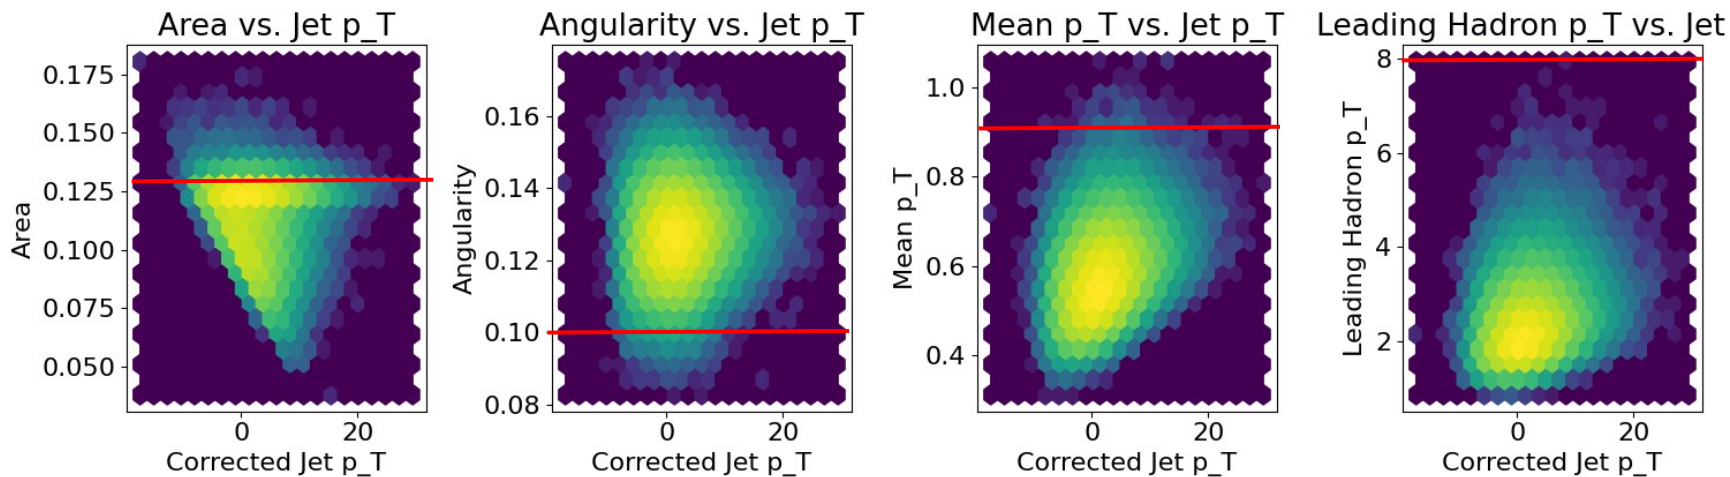 Area vs. Jet p_T
Area
0.175
0.150
0.125
0.100
0.075
0.050
0
20
Corrected Jet p_T
Angularity vs. Jet p_T
Angularity
0.16
0.14
0.12
0.10
0.08
0
20
Corrected Jet p_T
Mean p_T vs. Jet p_T
Mean p_T
1.0
0.8
0.6
0.4
0
20
Corrected Jet p_T
Leading Hadron p_T vs. Jet
Leading Hadron p_T
8
6
4
2
0
20
Corrected Jet p_T